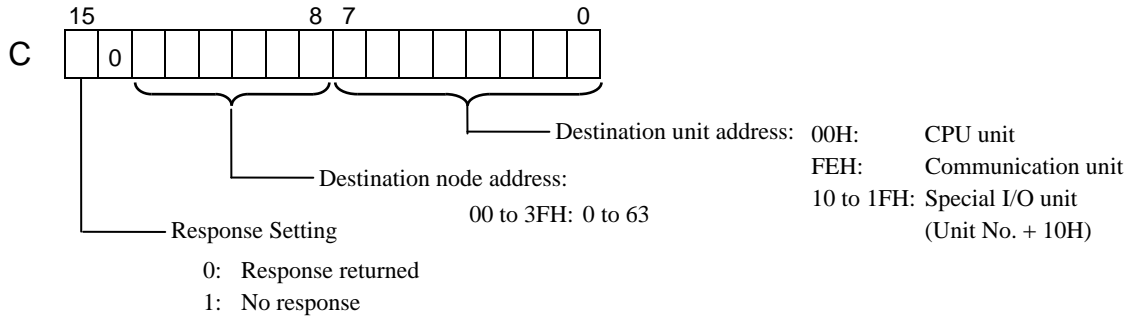 15 8 7 0
C 0
Destination unit address: 00H: CPU unit
FEH: Communication unit
Destination node address: 10 to 1FH: Special I/O unit
00 to 3FH: 0 to 63 (Unit No. + 10H)
Response Setting
0: Response returned
1: No response